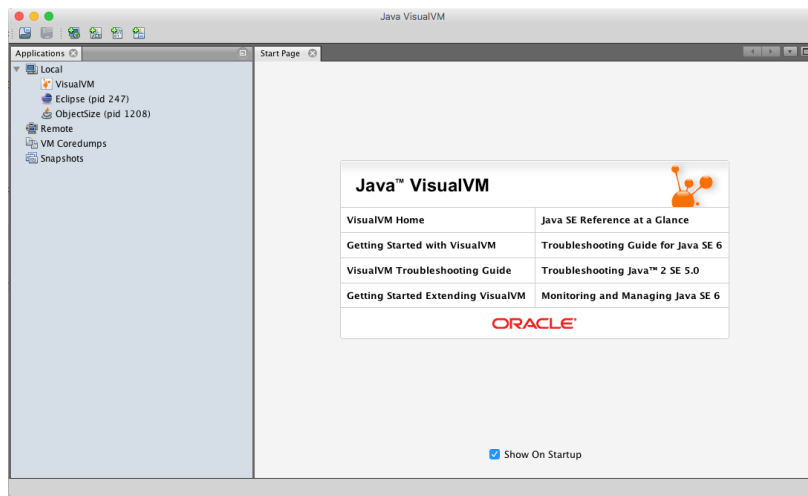 Java VisualVM
Applications
Start Page
Local
VisualVM
Eclipse (pid 247)
ObjectSize (pid 1208)
Remote
VM Coredumps
Snapshots
Java™ VisualVM
VisualVM Home
Java SE Reference at a Glance
Getting Started with VisualVM
Troubleshooting Guide for Java SE 6
VisualVM Troubleshooting Guide
Troubleshooting Java™ 2 SE 5.0
Getting Started Extending VisualVM
Monitoring and Managing Java SE 6
ORACLE
Show On Startup